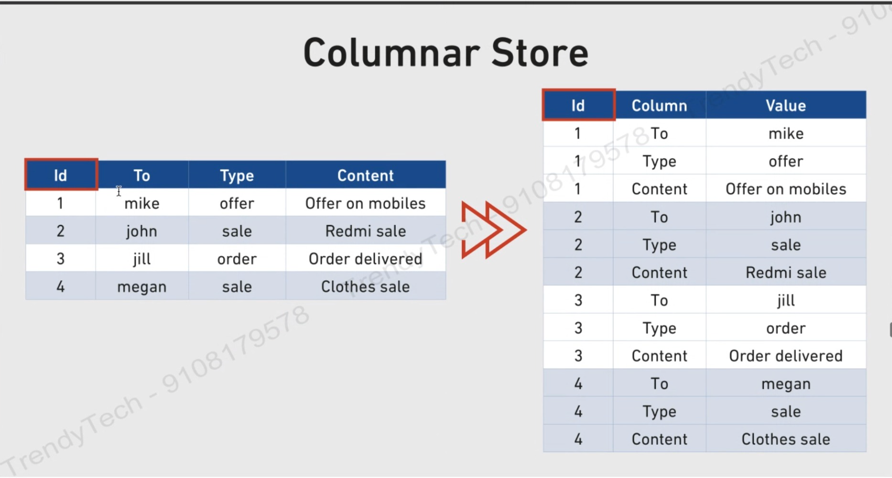 Columnar Store
Id To Type Content
1 mike offer Offer on mobiles
2 john sale Redmi sale
3 jill order Order delivered
4 megan sale Clothes sale
Id Column Value
1 To mike
1 Type offer
1 Content Offer on mobiles
2 To john
2 Type sale
2 Content Redmi sale
3 To jill
3 Type order
3 Content Order delivered
4 To megan
4 Type sale
4 Content Clothes sale
TrendyTech - 9108179578
TrendyTech - 9108179578
ndyTech - 910